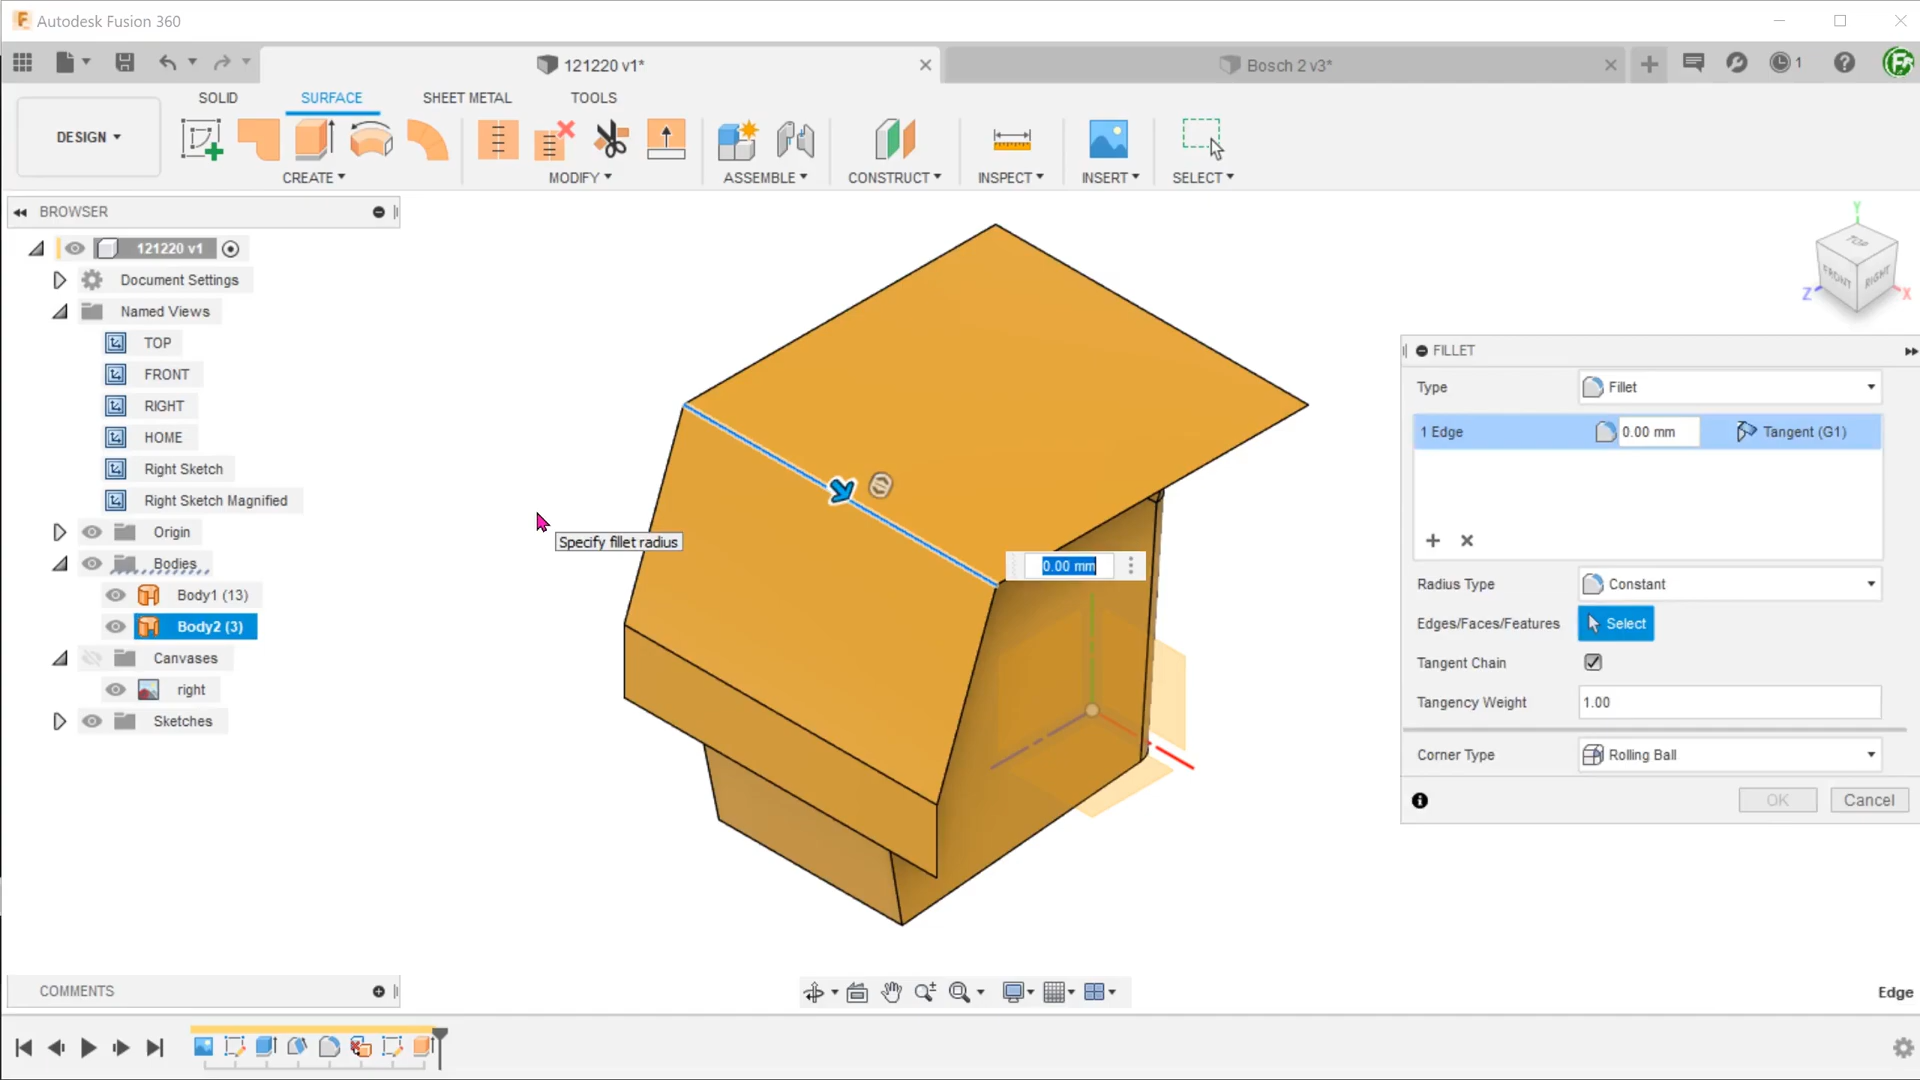 Autodesk Fusion 360
121220 v1*
Bosch 2 v3*
1
SOLID
SURFACE
SHEET METAL
TOOLS
DESIGN
CREATE
MODIFY
ASSEMBLE
CONSTRUCT
INSPECT
INSERT
SELECT
BROWSER
121220 v1
Document Settings
Named Views
TOP
FRONT
RIGHT
HOME
Right Sketch
Right Sketch Magnified
Origin
Bodies
Body1 (13)
Body2 (3)
Canvases
right
Sketches
Specify fillet radius
0.00 mm
Y
TOP
FRONT
RIGHT
Z
X
FILLET
Type
Fillet
1 Edge
0.00 mm
Tangent (G1)
Radius Type
Constant
Edges/Faces/Features
Select
Tangent Chain
Tangency Weight
1.00
Corner Type
Rolling Ball
OK
Cancel
COMMENTS
Edge